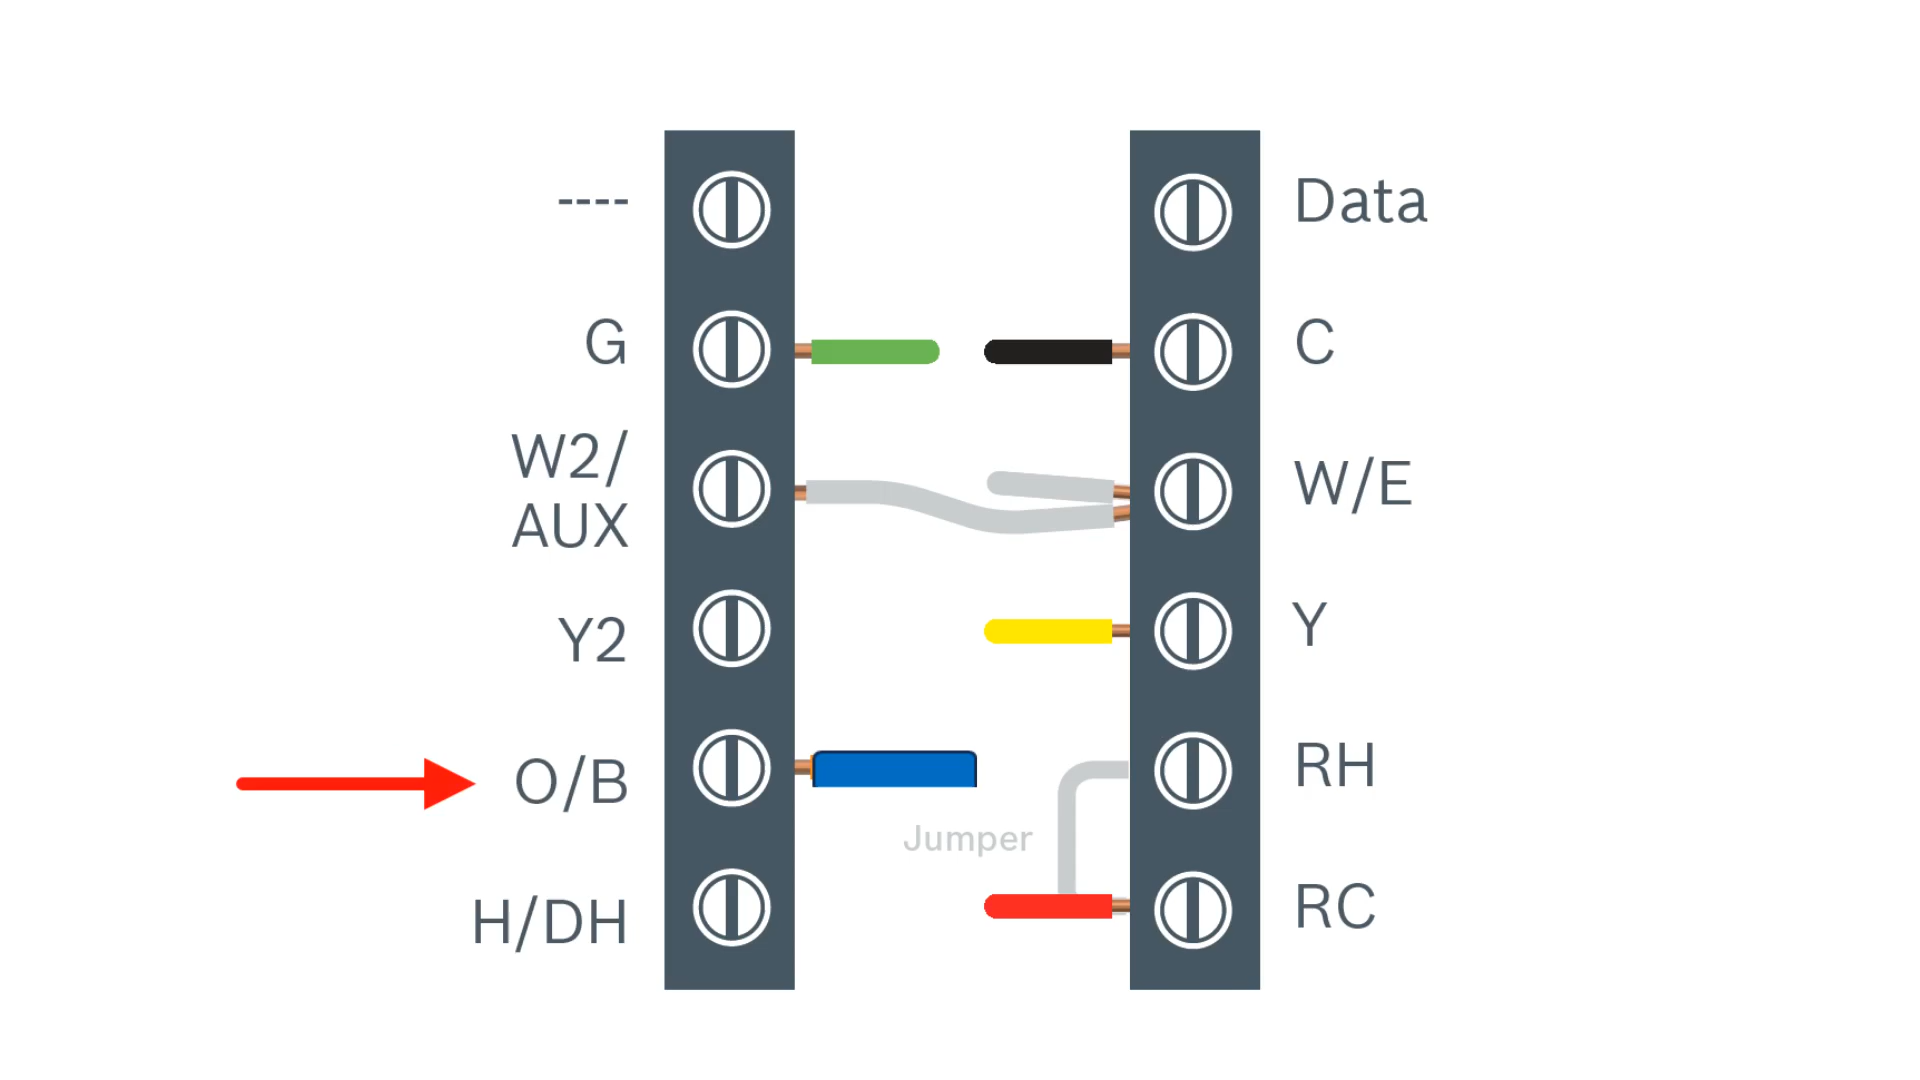 ----
G
W2/
AUX
Y2
O/B
H/DH
Jumper
Data
C
W/E
Y
RH
RC